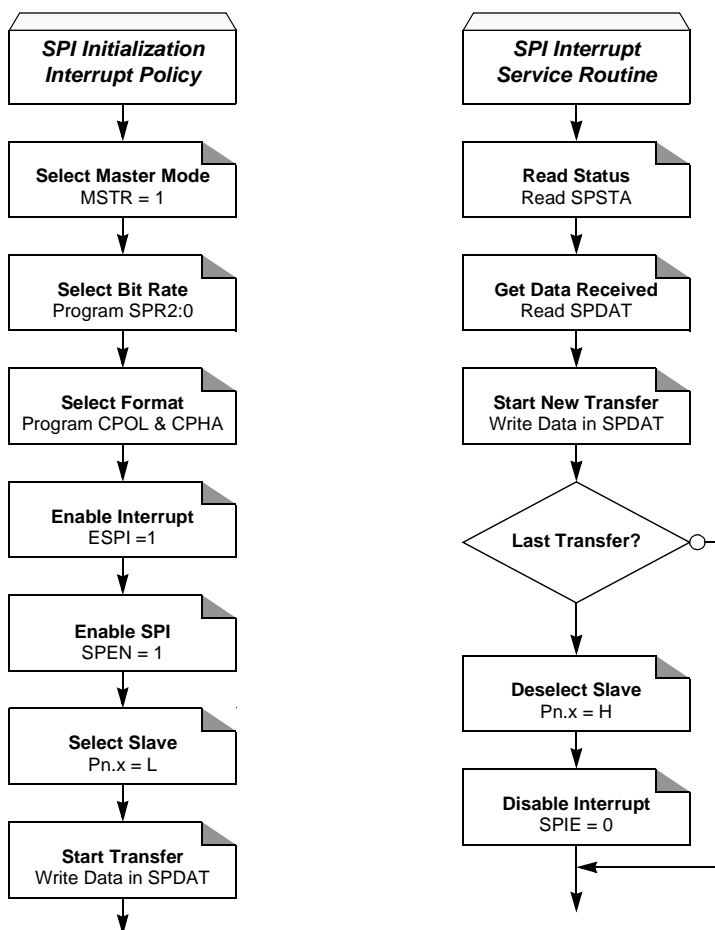 SPI Initialization
Interrupt Policy
Select Master Mode
MSTR = 1
Select Bit Rate
Program SPR2:0
Select Format
Program CPOL & CPHA
Enable Interrupt
ESPI =1
Enable SPI
SPEN = 1
Select Slave
Pn.x = L
Start Transfer
Write Data in SPDAT
SPI Interrupt
Service Routine
Read Status
Read SPSTA
Get Data Received
Read SPDAT
Start New Transfer
Write Data in SPDAT
Last Transfer?
Deselect Slave
Pn.x = H
Disable Interrupt
SPIE = 0